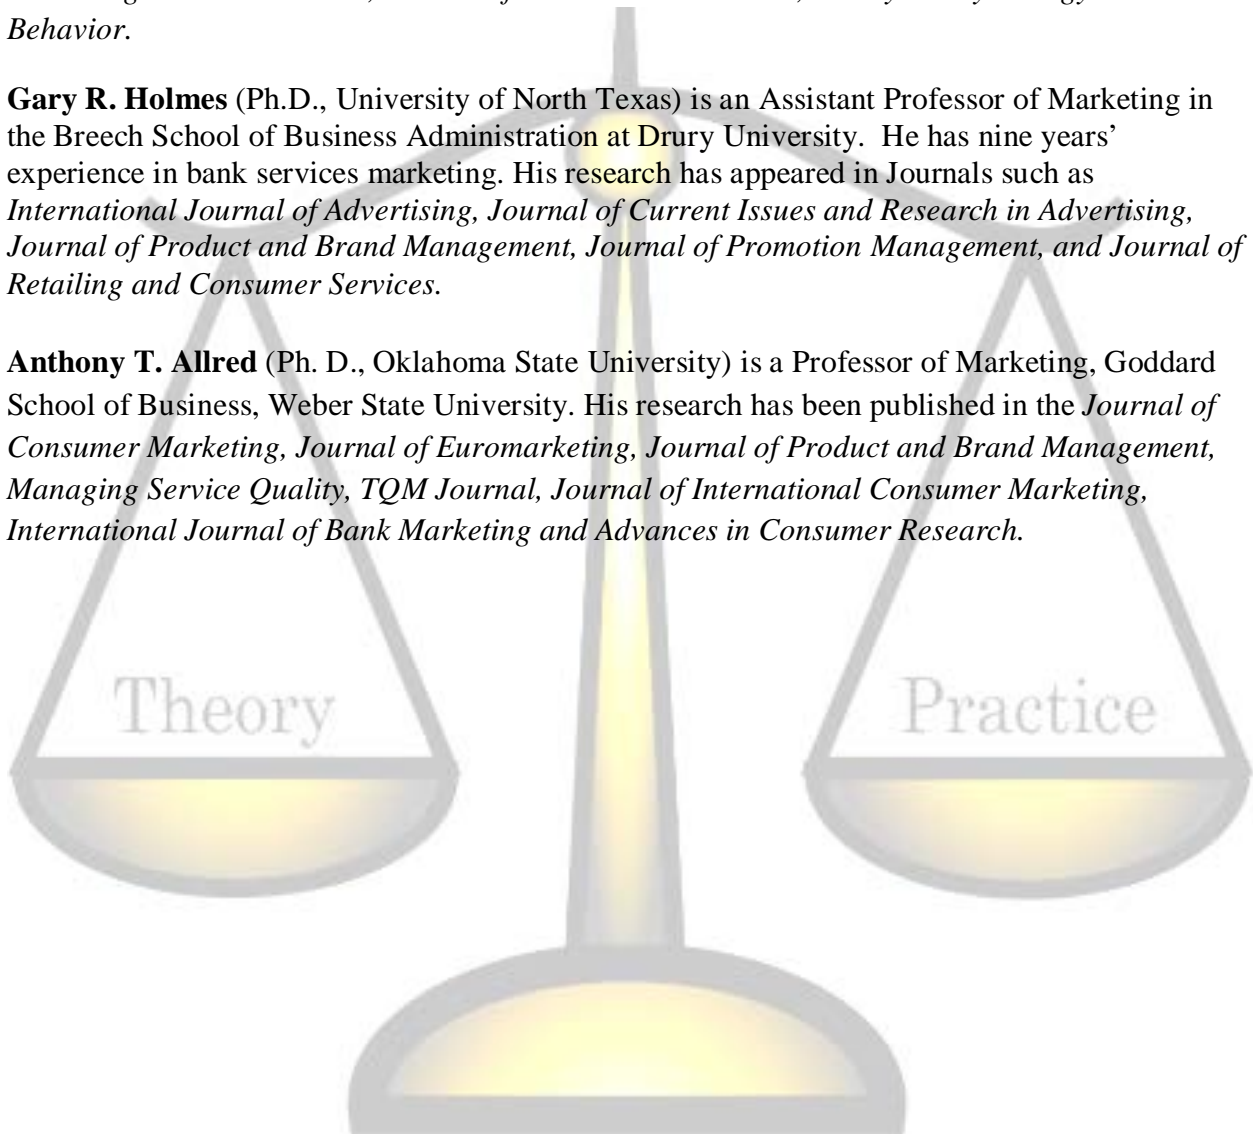 Behavior.
Gary R. Holmes (Ph.D., University of North Texas) is an Assistant Professor of Marketing in
the Breech School of Business Administration at Drury University.  He has nine years’
experience in bank services marketing. His research has appeared in Journals such as
International Journal of Advertising, Journal of Current Issues and Research in Advertising,
Journal of Product and Brand Management, Journal of Promotion Management, and Journal of
Retailing and Consumer Services.
Anthony T. Allred (Ph. D., Oklahoma State University) is a Professor of Marketing, Goddard
School of Business, Weber State University. His research has been published in the Journal of
Consumer Marketing, Journal of Euromarketing, Journal of Product and Brand Management,
Managing Service Quality, TQM Journal, Journal of International Consumer Marketing,
International Journal of Bank Marketing and Advances in Consumer Research.
Theory
Practice